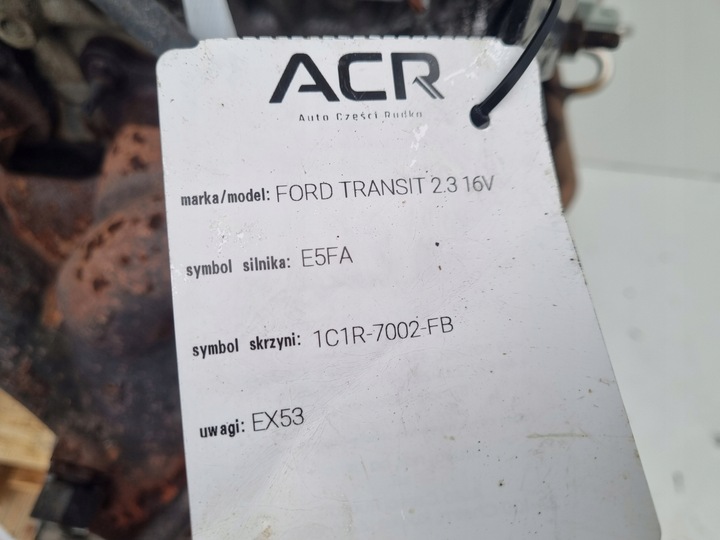 ACR
Auto Części Rudka
marka/model: FORD TRANSIT 2.3 16V
symbol silnika: E5FA
symbol skrzyni: 1C1R-7002-FB
uwagi: EX53